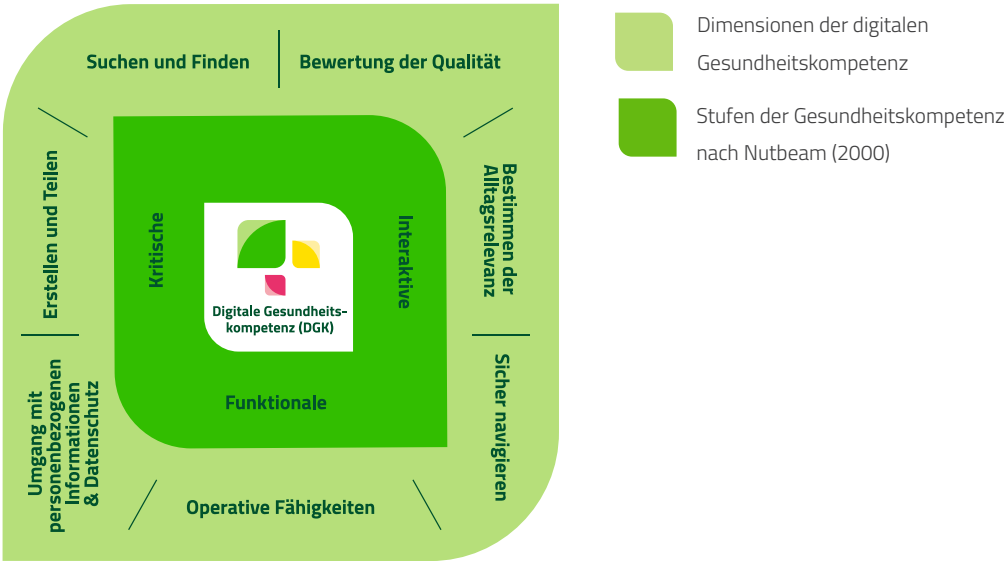 Suchen und Finden
Bewertung der Qualität
Bestimmen der
Alltagsrelevanz
Sicher navigieren
Operative Fähigkeiten
Umgang mit
personenbezogenen
Informationen
& Datenschutz
Erstellen und Teilen
Kritische
Interaktive
Funktionale
Digitale Gesundheits-
kompetenz (DGK)
Dimensionen der digitalen
Gesundheitskompetenz
Stufen der Gesundheitskompetenz
nach Nutbeam (2000)